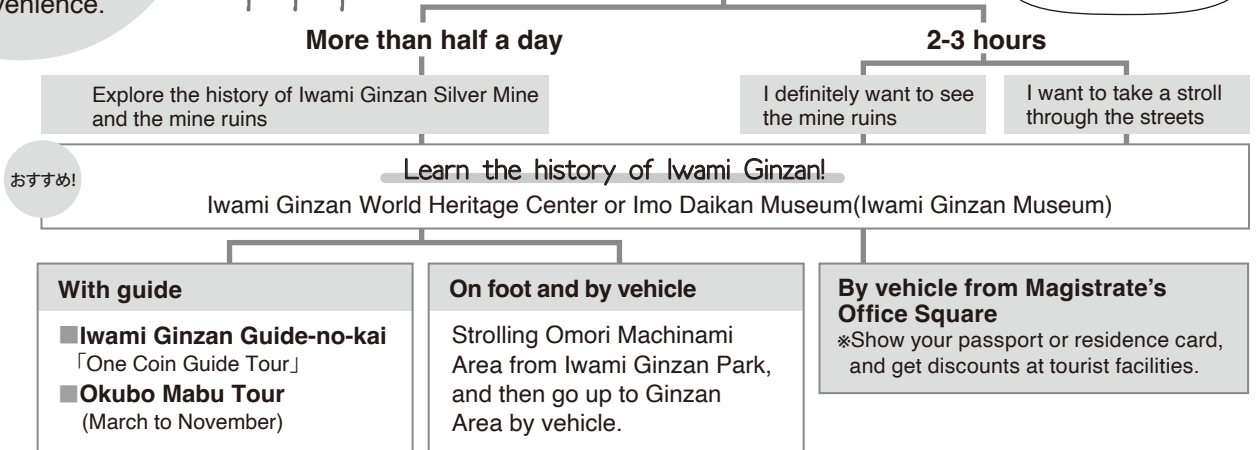 More than half a day
2-3 hours
Explore the history of Iwami Ginzan Silver Mine
and the mine ruins
I definitely want to see
the mine ruins
I want to take a stroll
through the streets
おすすめ!
Learn the history of Iwami Ginzan!
Iwami Ginzan World Heritage Center or Imo Daikan Museum(Iwami Ginzan Museum)
With guide
■Iwami Ginzan Guide-no-kai
「One Coin Guide Tour」
■Okubo Mabu Tour
(March to November)
On foot and by vehicle
Strolling Omori Machinami
Area from Iwami Ginzan Park,
and then go up to Ginzan
Area by vehicle.
By vehicle from Magistrate's
Office Square
※Show your passport or residence card,
and get discounts at tourist facilities.